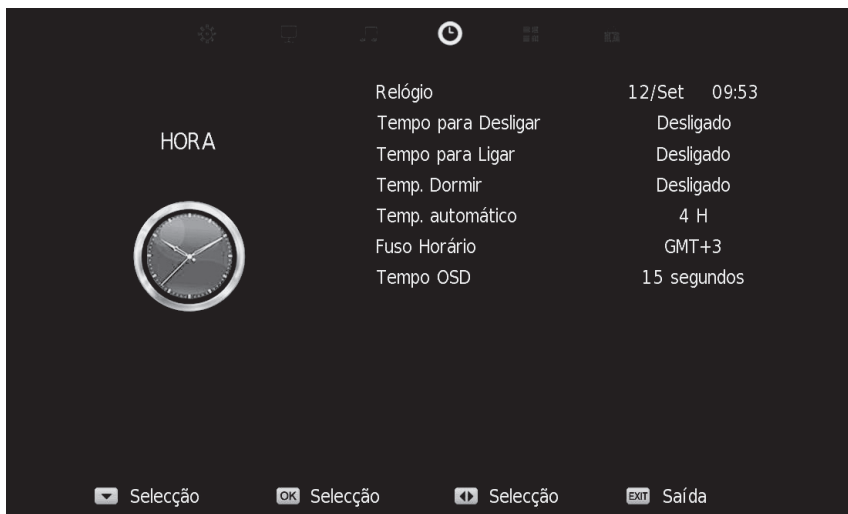 Relógio 12/Set 09:53
HORA
Tempo para Desligar Desligado
Tempo para Ligar Desligado
Temp. Dormir Desligado
Temp. automático 4 H
Fuso Horário GMT+3
Tempo OSD 15 segundos
Selecção OK Selecção Selecção EXIT Saída